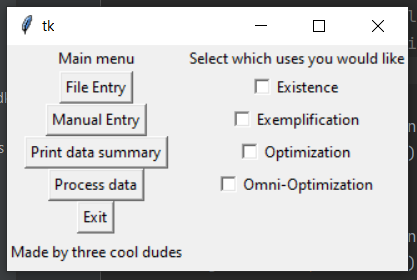 tk
Main menu
Select which uses you would like
File Entry
Existence
Manual Entry
Exemplification
Print data summary
Optimization
Process data
Omni-Optimization
Exit
Made by three cool dudes